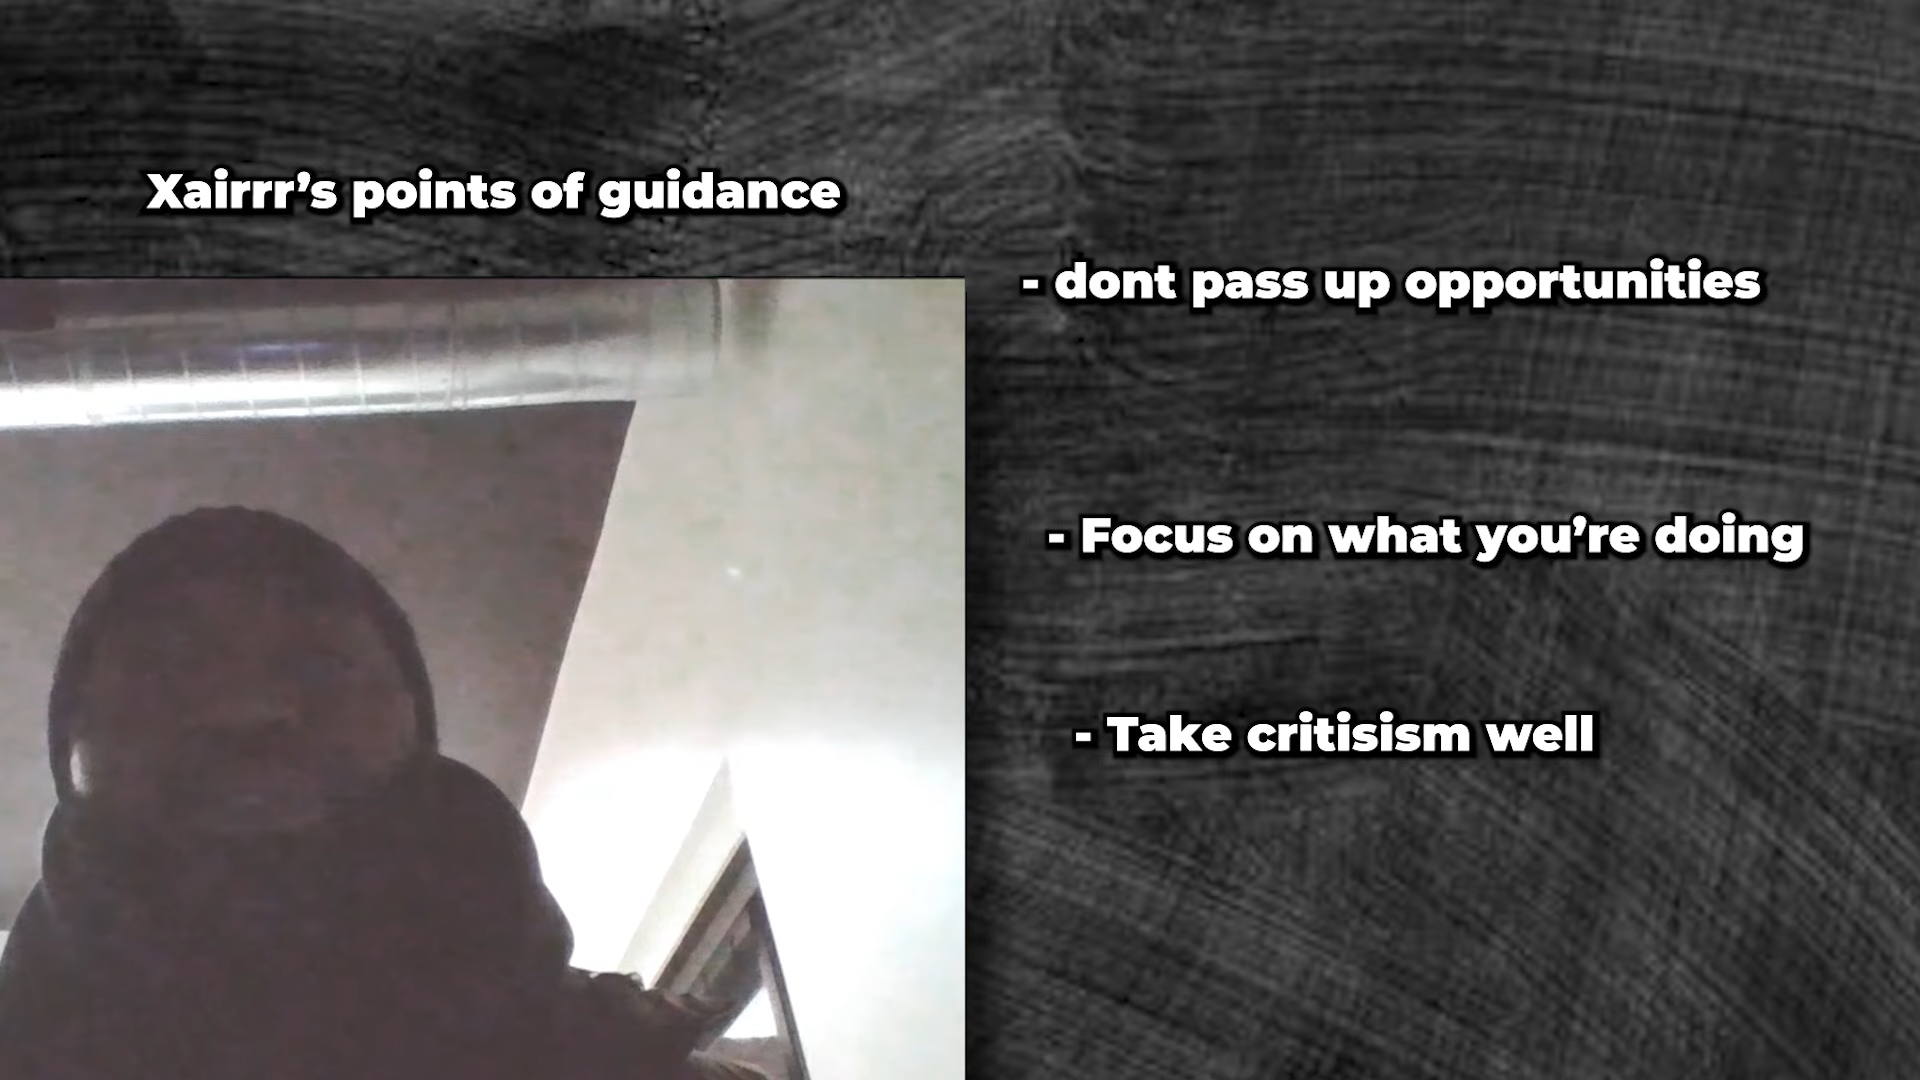 Xairrr’s points of guidance
- dont pass up opportunities
- Focus on what you’re doing
- Take critisism well